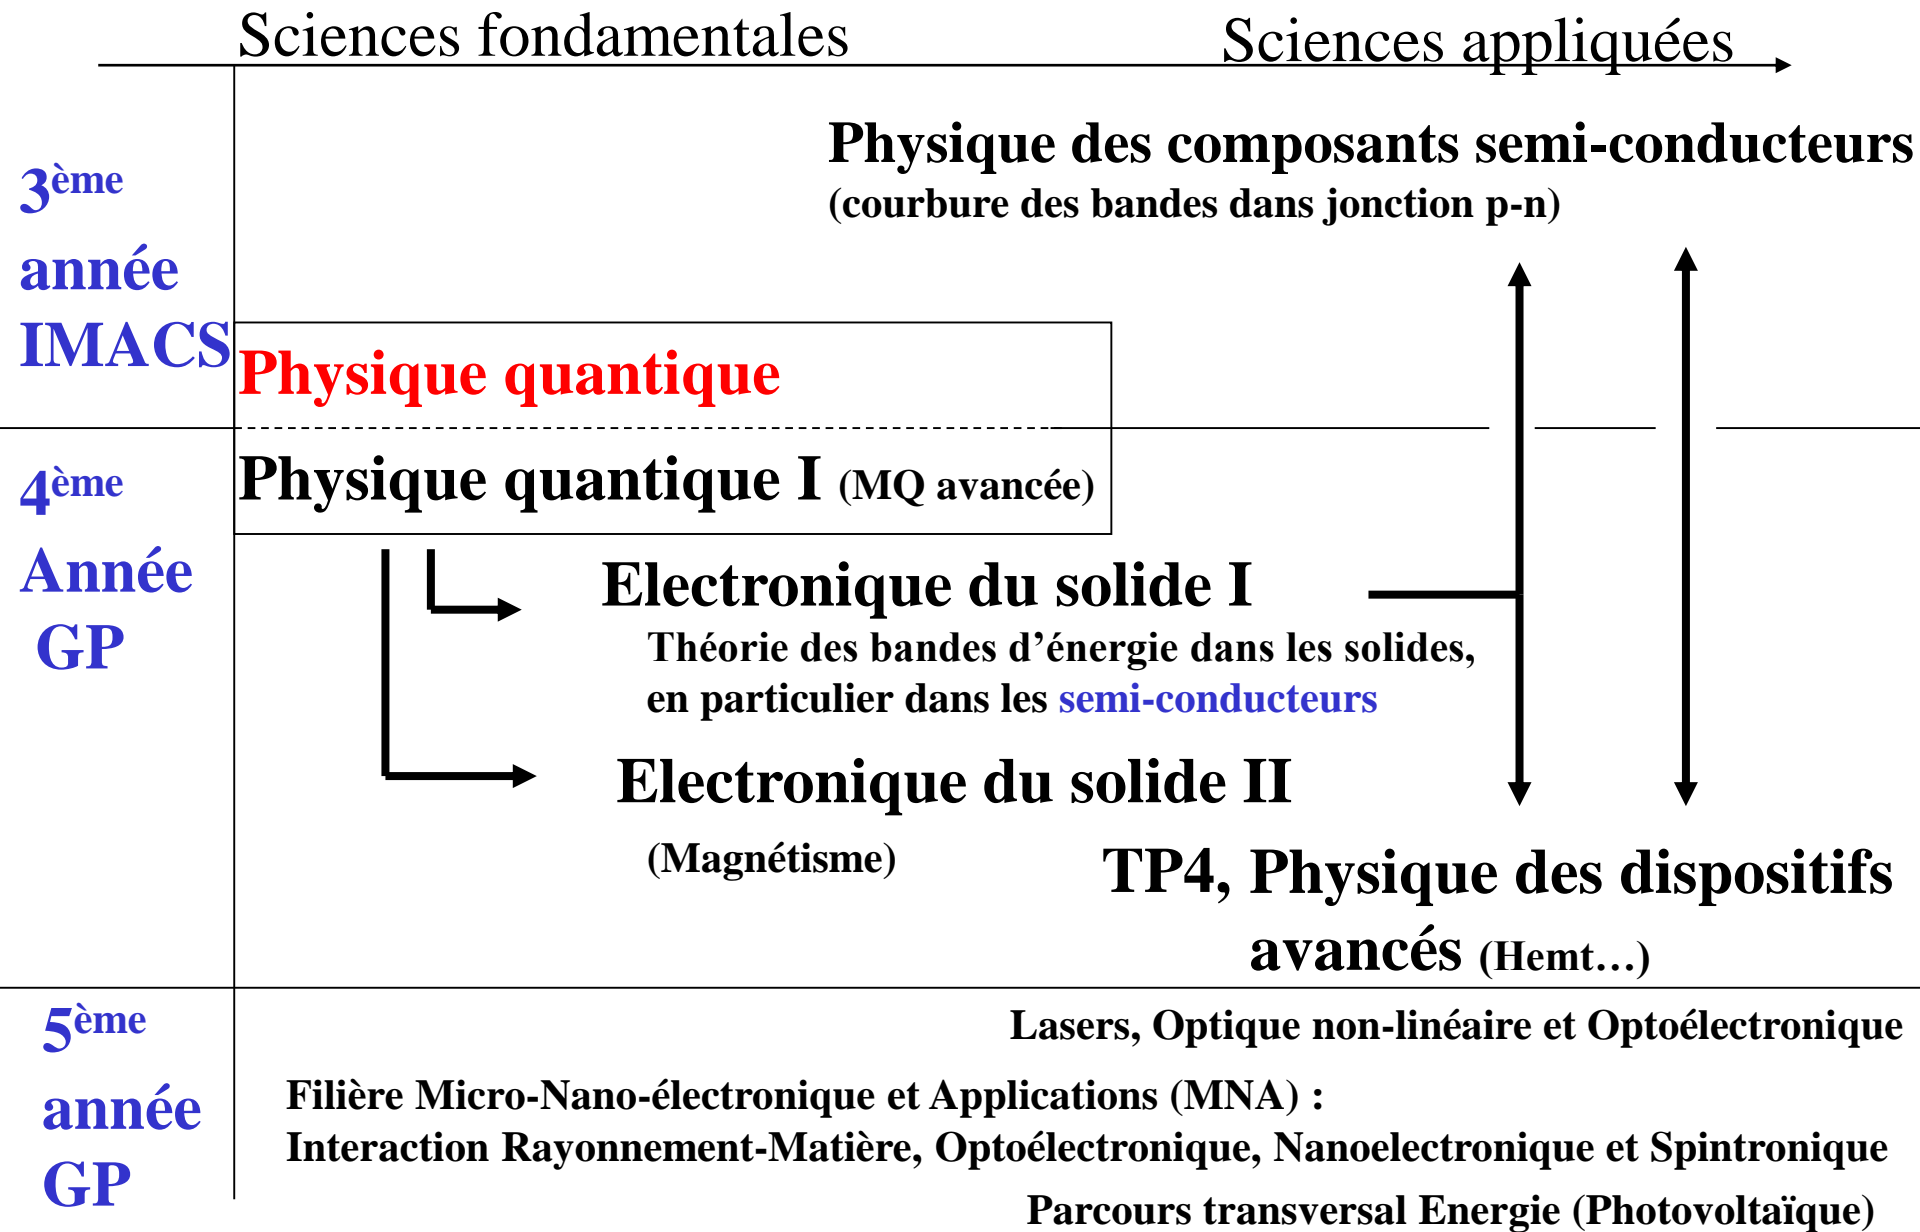 Sciences fondamentales
Sciences appliquées
3ème
année
IMACS
Physique des composants semi-conducteurs
(courbure des bandes dans jonction p-n)
Physique quantique
4ème
Année
GP
Physique quantique I (MQ avancée)
Electronique du solide I
Théorie des bandes d’énergie dans les solides,
en particulier dans les semi-conducteurs
Electronique du solide II
(Magnétisme)
TP4, Physique des dispositifs
avancés (Hemt…)
5ème
année
GP
Lasers, Optique non-linéaire et Optoélectronique
Filière Micro-Nano-électronique et Applications (MNA) :
Interaction Rayonnement-Matière, Optoélectronique, Nanoelectronique et Spintronique
Parcours transversal Energie (Photovoltaïque)